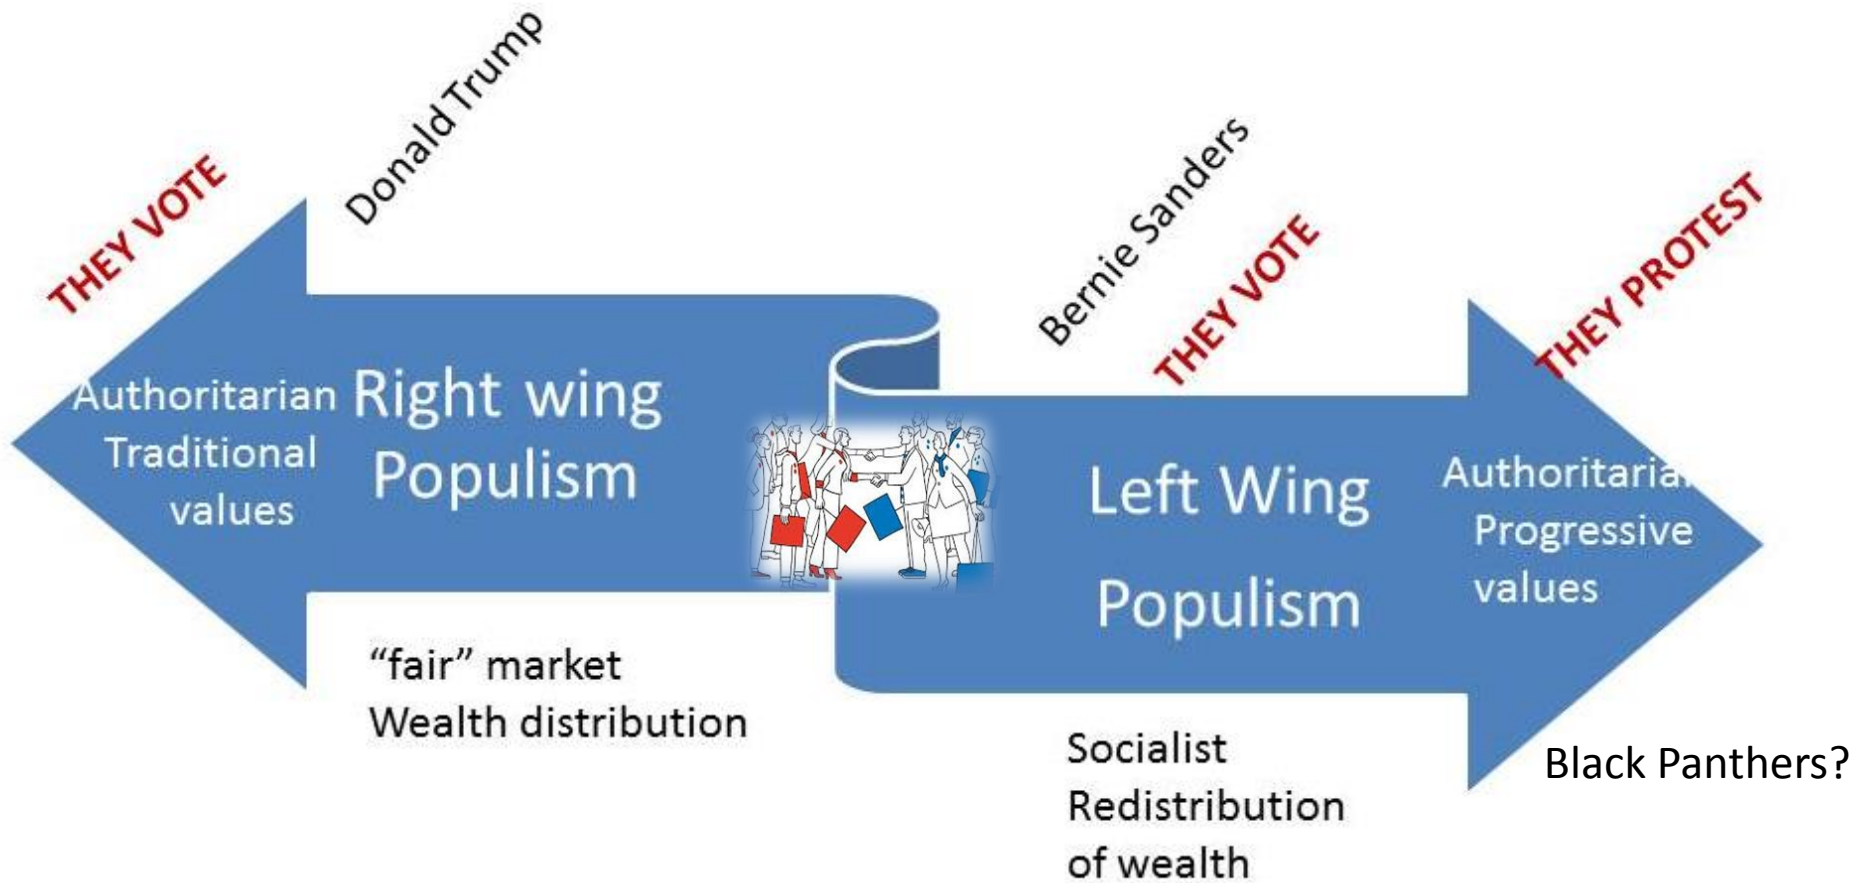 THEY VOTE
Donald Trump
Authoritarian
Traditional
values
Right wing
Populism
"fair" market
Wealth distribution
Bernie Sanders
THEY VOTE
THEY PROTEST
Left Wing
Populism
Authoritaria
Progressive
values
Socialist
Redistribution
of wealth
Black Panthers?